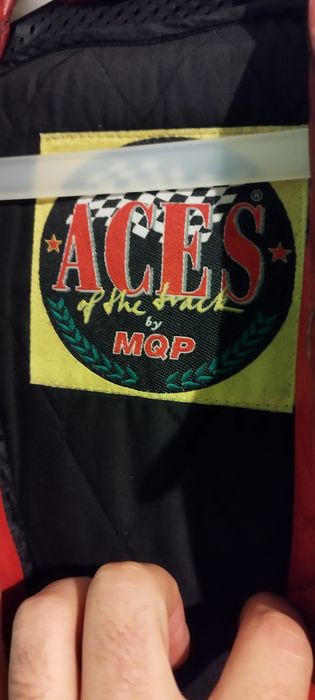 ACES®
of the track
by
MQP